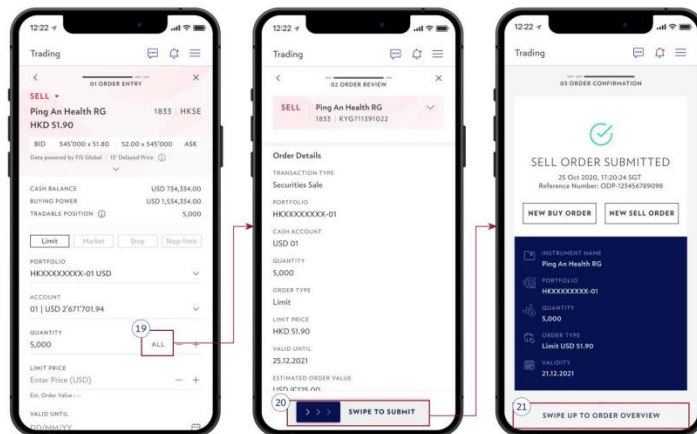 12:22
Trading
01 ORDER ENTRY
SELL
Ping An Health RG 1833 HKSE
HKD 51.90
BID 545'000 x 51.80 52.00 x 545'000 ASK
Data powered by FIS Global 15' Delayed Price
CASH BALANCE USD 734,334.00
BUYING POWER USD 1,534,334.00
TRADABLE POSITION 5,000
Limit Market Stop Stop-limit
PORTFOLIO
HKXXXXXXXX-01 USD
ACCOUNT
01 | USD 2'671'701.94
19
QUANTITY
5,000 ALL − +
LIMIT PRICE
Enter Price (USD) − +
Est. Order Value : --
VALID UNTIL
DD/MM/YY
12:22
Trading
02 ORDER REVIEW
SELL Ping An Health RG
1833 KYG711391022
Order Details
TRANSACTION TYPE
Securities Sale
PORTFOLIO
HKXXXXXXXXX-01
CASH ACCOUNT
USD 01
QUANTITY
5,000
ORDER TYPE
Limit
LIMIT PRICE
HKD 51.90
VALID UNTIL
25.12.2021
ESTIMATED ORDER VALUE
USD 9'225.00
20
SWIPE TO SUBMIT
12:22
Trading
03 ORDER CONFIRMATION
SELL ORDER SUBMITTED
25 Oct 2020, 17:20:24 SGT
Reference Number: ODP-123456789098
NEW BUY ORDER NEW SELL ORDER
INSTRUMENT NAME
Ping An Health RG
PORTFOLIO
HKXXXXXXXX-01
QUANTITY
5,000
ORDER TYPE
Limit USD 51.90
VALIDITY
21.12.2021
21
SWIPE UP TO ORDER OVERVIEW